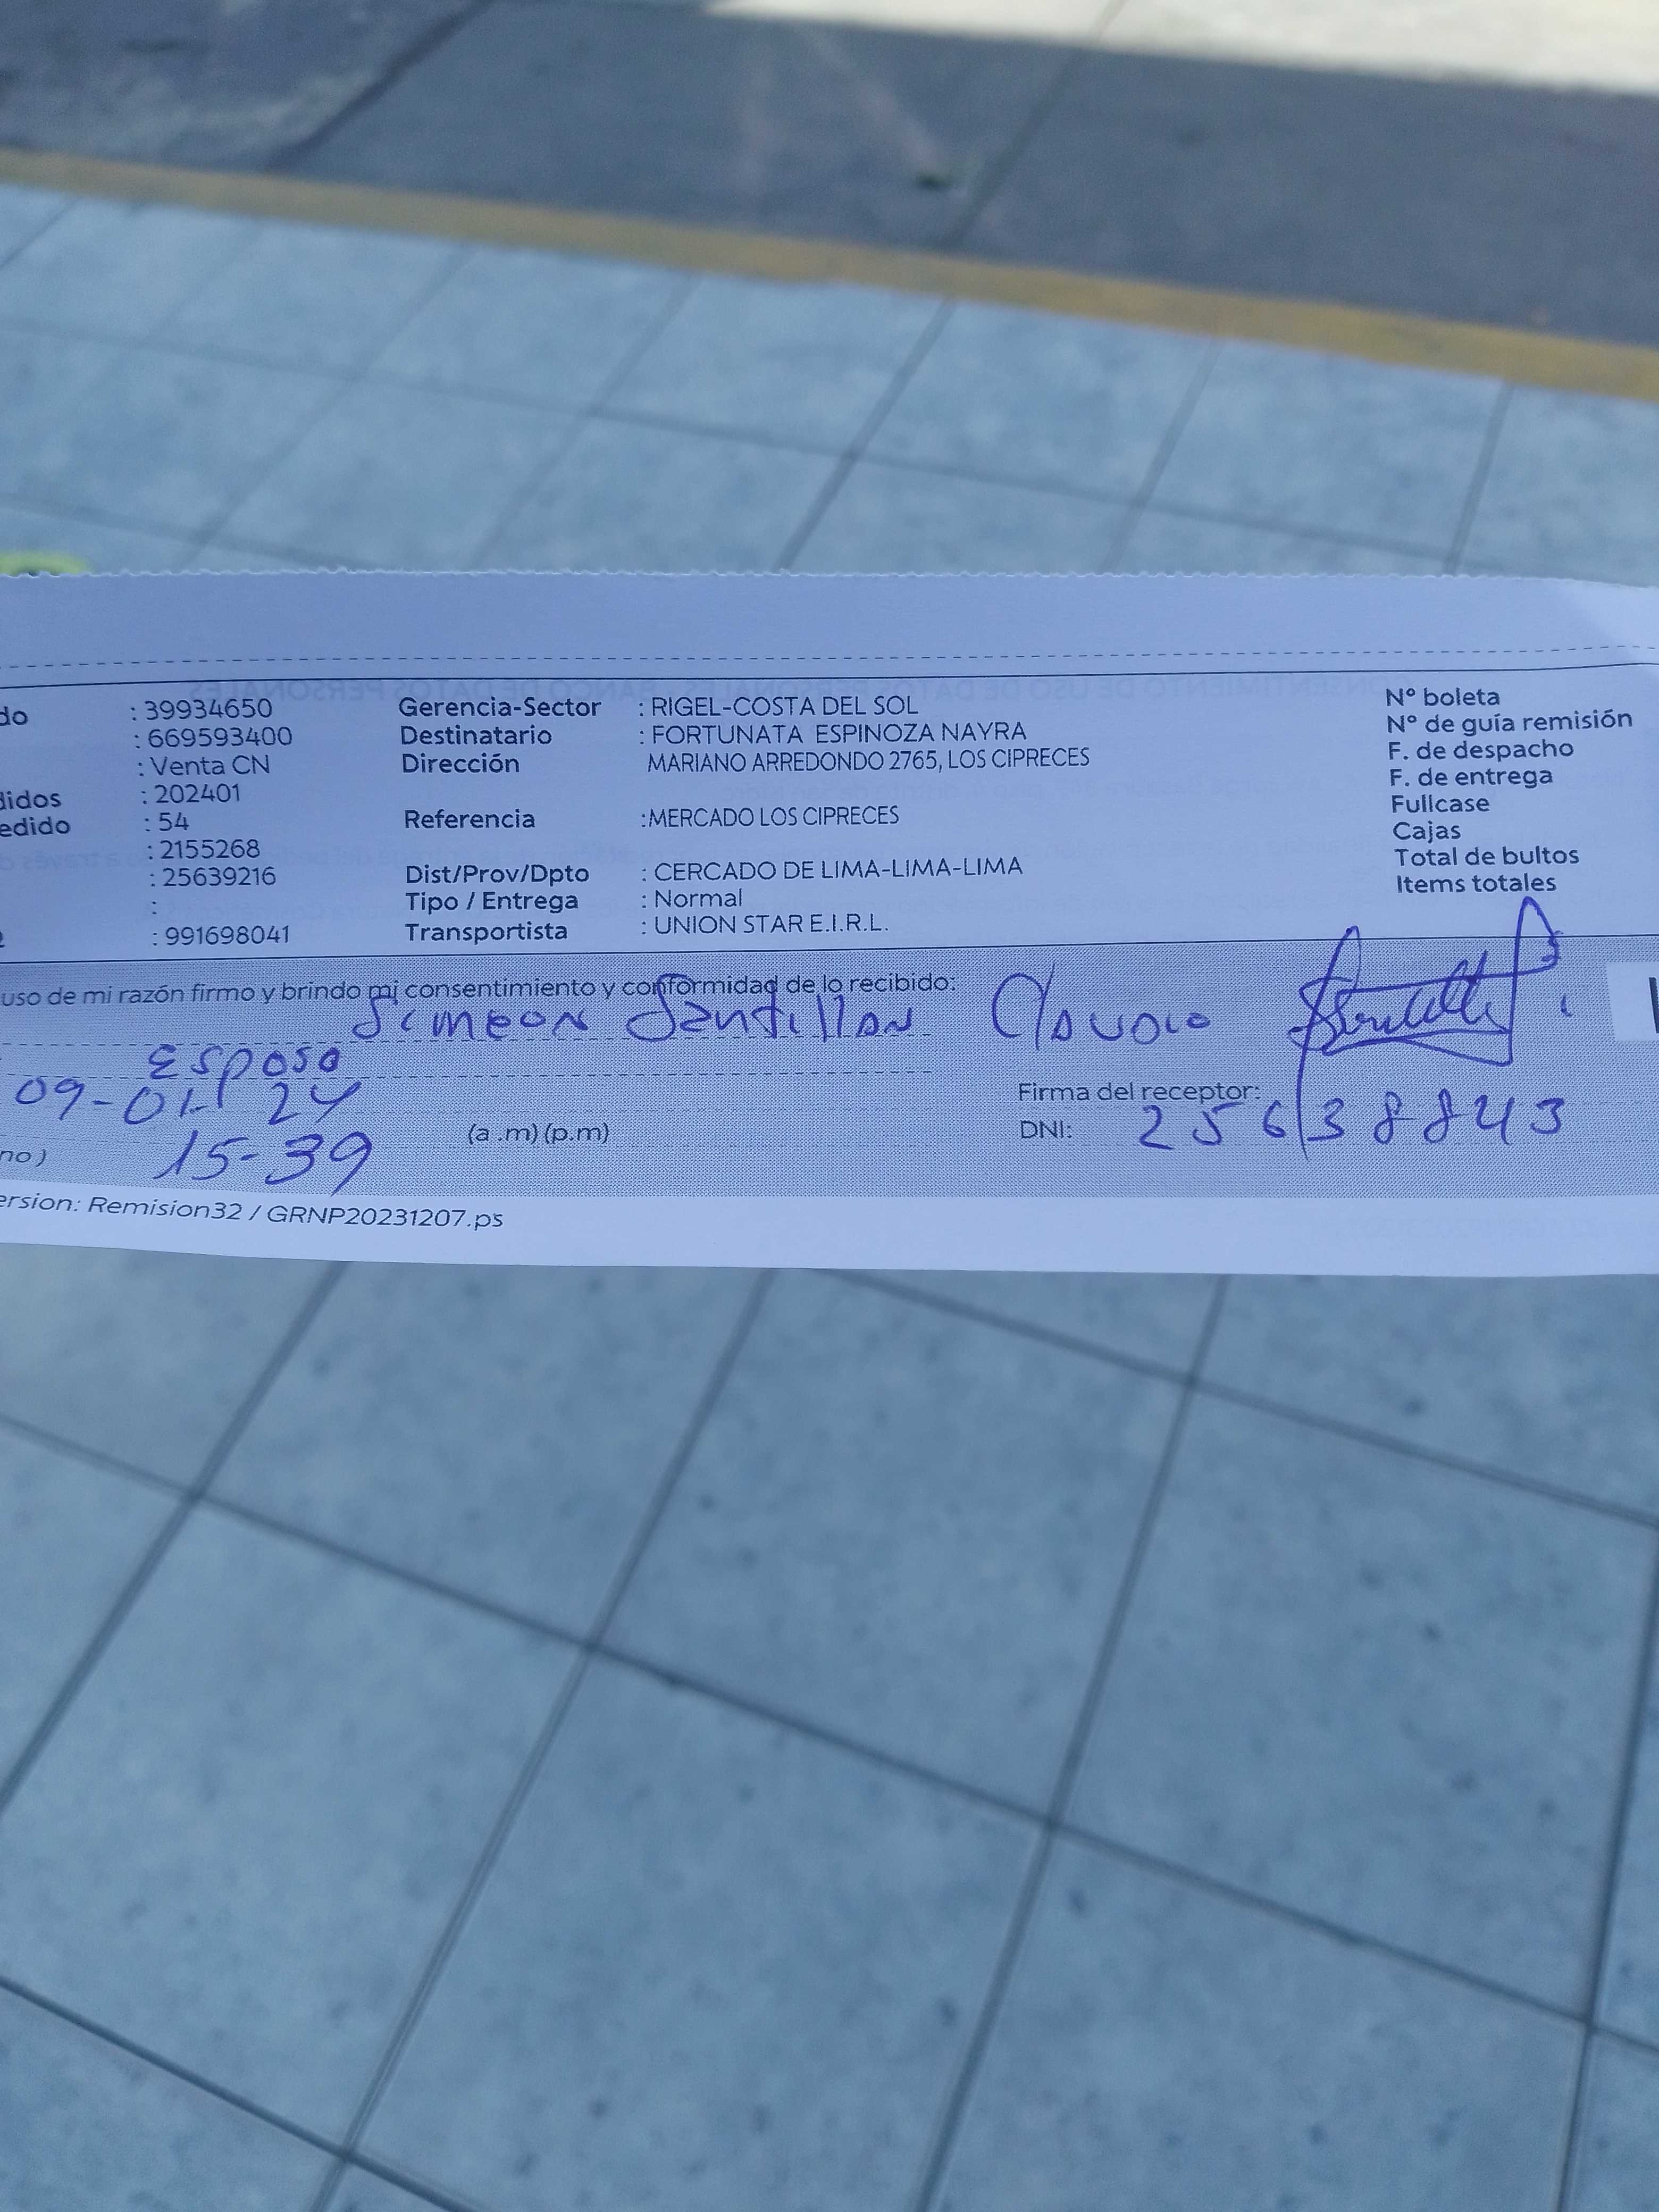 do : 39934650 Gerencia-Sector : RIGEL-COSTA DEL SOL Nº boleta
: 669593400 Destinatario : FORTUNATA ESPINOZA NAYRA Nº de guía remisión
: Venta CN Dirección MARIANO ARREDONDO 2765, LOS CIPRECES F. de despacho
didos : 202401 F. de entrega
edido : 54 Referencia :MERCADO LOS CIPRECES Fullcase
: 2155268 Cajas
: 25639216 Dist/Prov/Dpto : CERCADO DE LIMA-LIMA-LIMA Total de bultos
: Tipo / Entrega : Normal Items totales
2 : 991698041 Transportista : UNION STAR E.I.R.L.
uso de mi razón firmo y brindo mi consentimiento y conformidad de lo recibido:
Simeon Santillan Claudio
Esposo
09-01-24 Firma del receptor:
(a .m) (p.m) DNI: 25638843
no) 15-39
ersion: Remision32 / GRNP20231207.ps